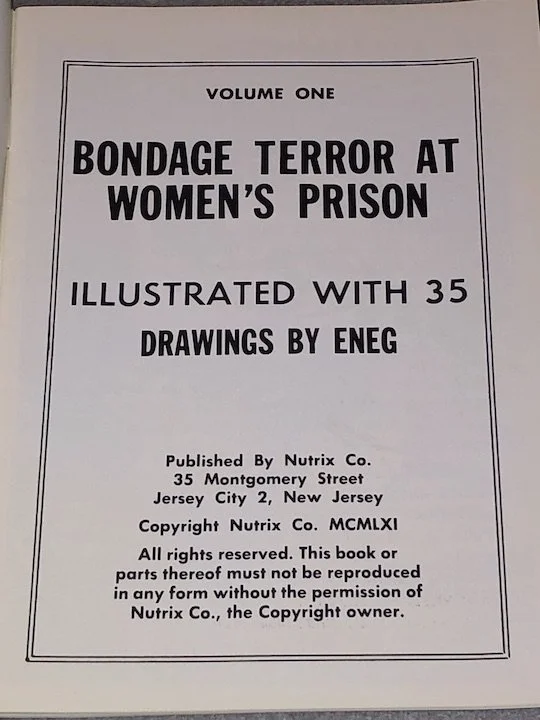 VOLUME ONE
BONDAGE TERROR AT
WOMEN'S PRISON
ILLUSTRATED WITH 35
DRAWINGS BY ENEG
Published By Nutrix Co.
35 Montgomery Street
Jersey City 2, New Jersey
Copyright Nutrix Co. MCMLXI
All rights reserved. This book or
parts thereof must not be reproduced
in any form without the permission of
Nutrix Co., the Copyright owner.